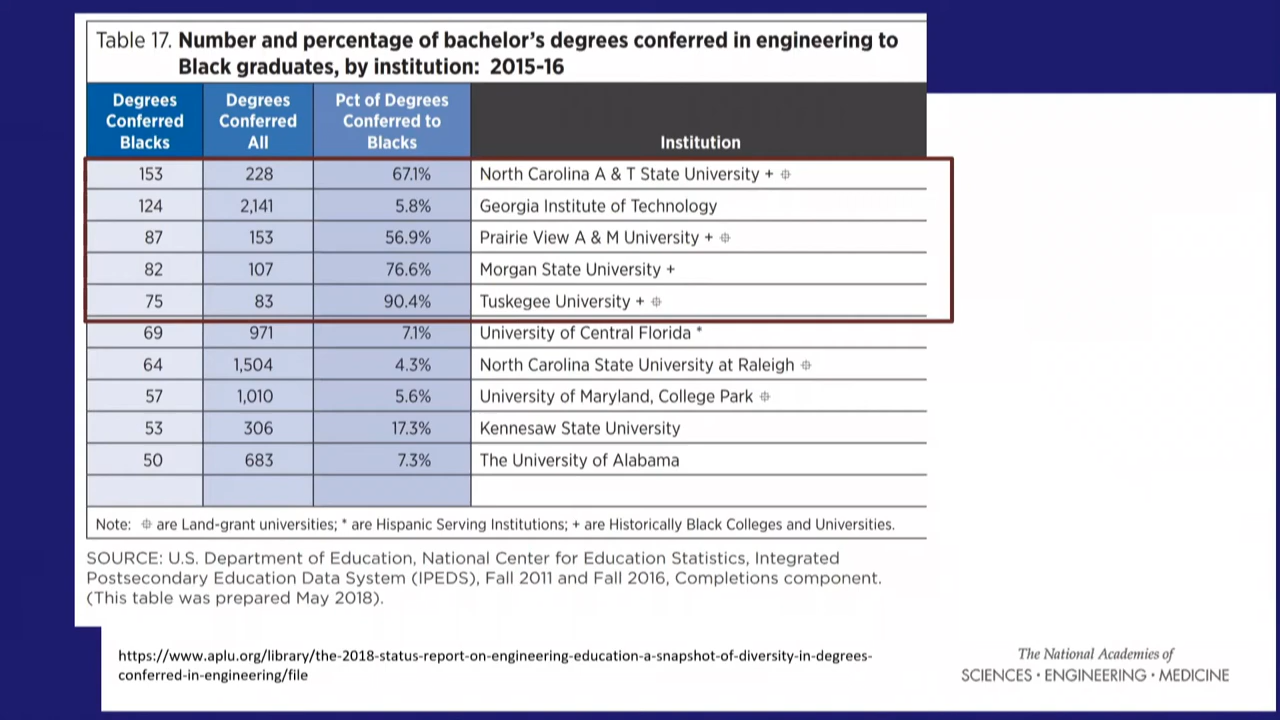 Table 17. Number and percentage of bachelor's degrees conferred in engineering to
Black graduates, by institution: 2015-16
Degrees Conferred Blacks | Degrees Conferred All | Pct of Degrees Conferred to Blacks | Institution
153 | 228 | 67.1% | North Carolina A & T State University + ⌖
124 | 2,141 | 5.8% | Georgia Institute of Technology
87 | 153 | 56.9% | Prairie View A & M University + ⌖
82 | 107 | 76.6% | Morgan State University +
75 | 83 | 90.4% | Tuskegee University + ⌖
69 | 971 | 7.1% | University of Central Florida *
64 | 1,504 | 4.3% | North Carolina State University at Raleigh ⌖
57 | 1,010 | 5.6% | University of Maryland, College Park ⌖
53 | 306 | 17.3% | Kennesaw State University
50 | 683 | 7.3% | The University of Alabama
Note: ⌖ are Land-grant universities; * are Hispanic Serving Institutions; + are Historically Black Colleges and Universities.
SOURCE: U.S. Department of Education, National Center for Education Statistics, Integrated
Postsecondary Education Data System (IPEDS), Fall 2011 and Fall 2016, Completions component.
(This table was prepared May 2018).
https://www.aplu.org/library/the-2018-status-report-on-engineering-education-a-snapshot-of-diversity-in-degrees-
conferred-in-engineering/file
The National Academies of
SCIENCES · ENGINEERING · MEDICINE